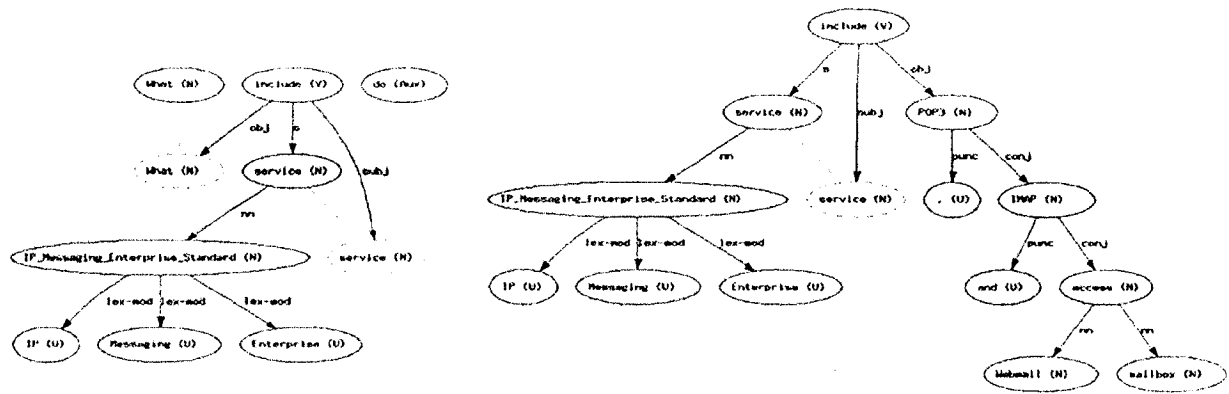 What (N) include (V) do (Aux)
obj s subj
What (N) service (N)
nn
IP_Messaging_Enterprise_Standard (N) service (N)
lex-mod lex-mod lex-mod
IP (U) Messaging (U) Enterprise (U)
include (V)
s subj obj
service (N) POP3 (N)
nn punc conj
IP_Messaging_Enterprise_Standard (N) service (N) , (U) IMAP (N)
lex-mod lex-mod lex-mod punc conj
IP (U) Messaging (U) Enterprise (U) and (U) access (N)
nn nn
Webmail (N) mailbox (N)